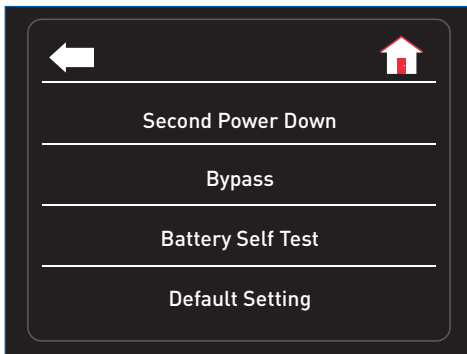 Second Power Down
Bypass
Battery Self Test
Default Setting